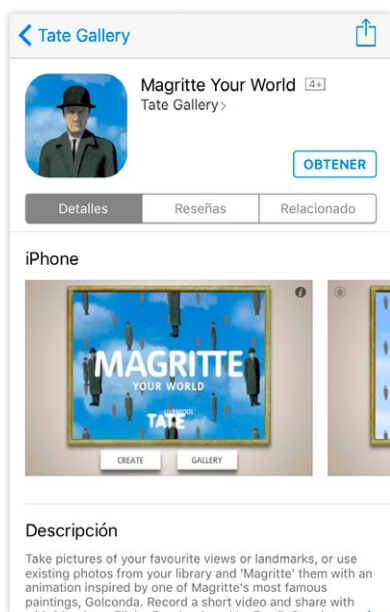 Tate Gallery
Magritte Your World 4+
Tate Gallery
OBTENER
Detalles Reseñas Relacionado
iPhone
MAGRITTE
YOUR WORLD
LIVERPOOL
TATE
CREATE GALLERY
Descripción
Take pictures of your favourite views or landmarks, or use
existing photos from your library and 'Magritte' them with an
animation inspired by one of Magritte's most famous
paintings, Golconda. Record a short video and share with